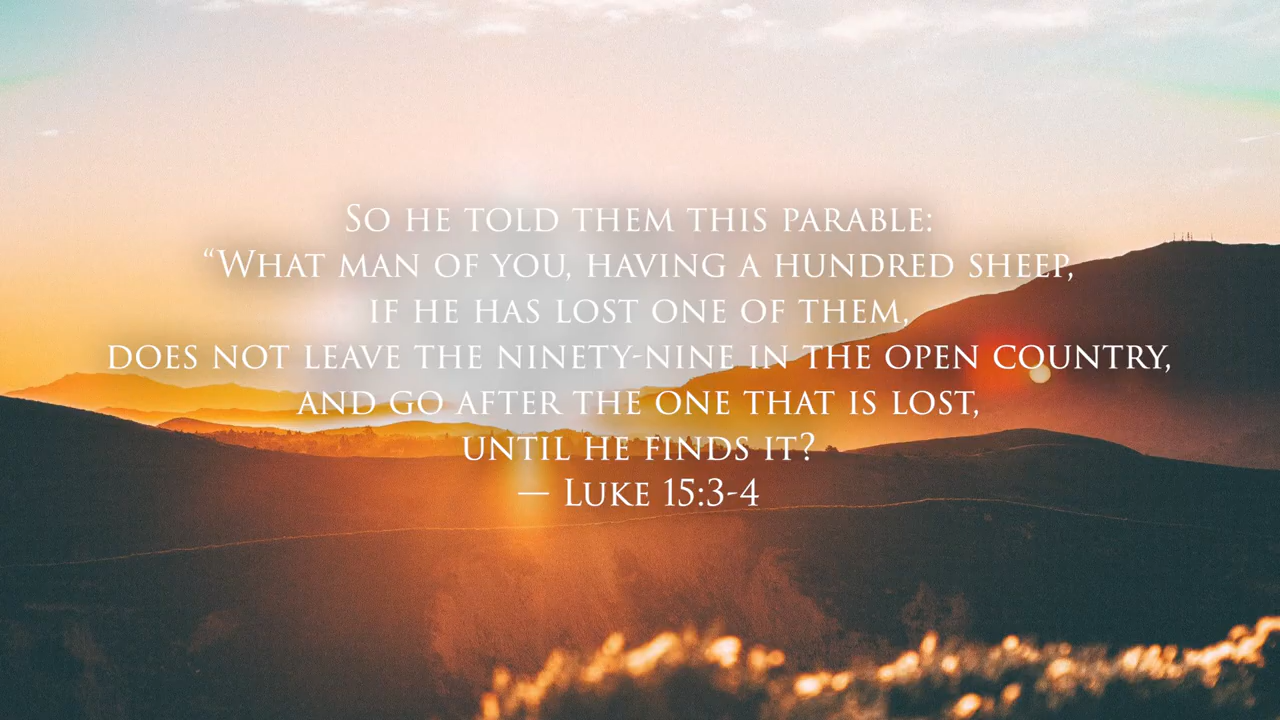 So he told them this parable:
“What man of you, having a hundred sheep,
if he has lost one of them,
does not leave the ninety-nine in the open country,
and go after the one that is lost,
until he finds it?
— Luke 15:3-4